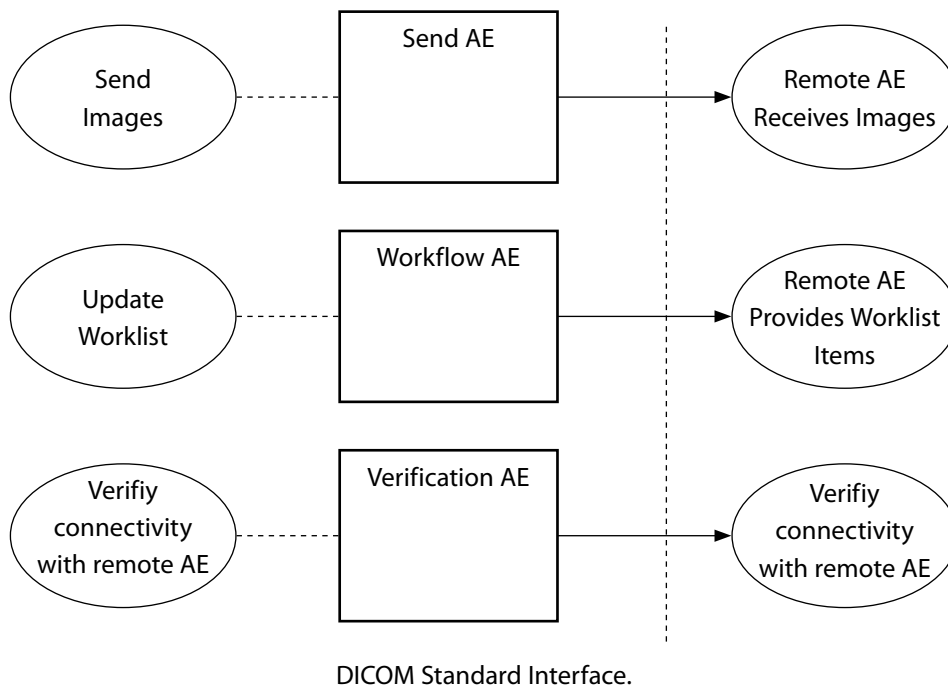 Send
Images
Send AE
Remote AE
Receives Images
Update
Worklist
Workflow AE
Remote AE
Provides Worklist
Items
Verifiy
connectivity
with remote AE
Verification AE
Verifiy
connectivity
with remote AE
DICOM Standard Interface.